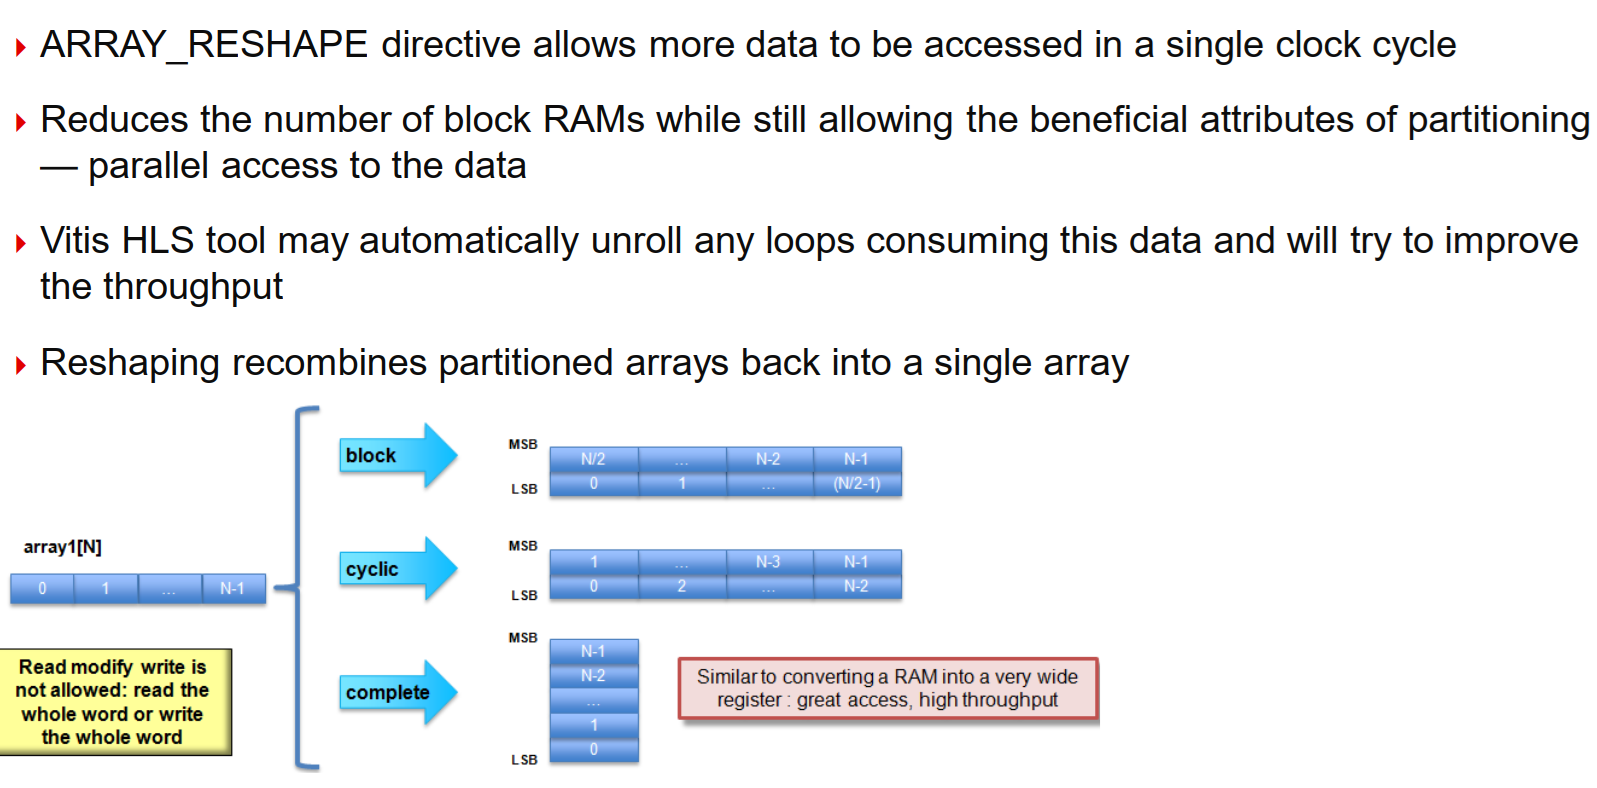 ARRAY_RESHAPE directive allows more data to be accessed in a single clock cycle
Reduces the number of block RAMs while still allowing the beneficial attributes of partitioning
— parallel access to the data
Vitis HLS tool may automatically unroll any loops consuming this data and will try to improve
the throughput
Reshaping recombines partitioned arrays back into a single array
array1[N]
0 1 ... N-1
Read modify write is
not allowed: read the
whole word or write
the whole word
block
MSB
N/2 ... N-2 N-1
LSB
0 1 ... (N/2-1)
cyclic
MSB
1 ... N-3 N-1
LSB
0 2 ... N-2
complete
MSB
N-1
N-2
...
1
0
LSB
Similar to converting a RAM into a very wide
register : great access, high throughput